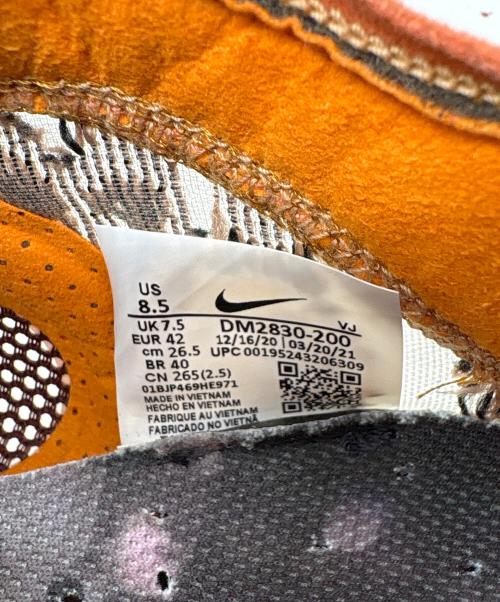 US
8.5
UK 7.5
EUR 42
cm 26.5
BR 40
CN 265(2.5)
01BJP469HE971
MADE IN VIETNAM
HECHO EN VIETNAM
FABRIQUE AU VIETNAM
FABRICADO NO VIETNÃ
VJ
DM2830-200
12/16/20 | 03/20/21
UPC 00195243206309